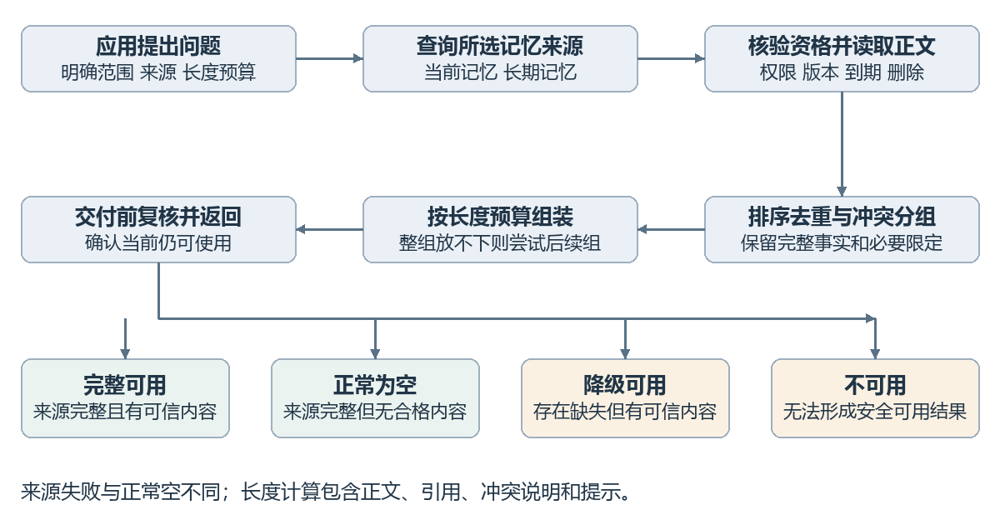 应用提出问题
明确范围 来源 长度预算
查询所选记忆来源
当前记忆 长期记忆
核验资格并读取正文
权限 版本 到期 删除
交付前复核并返回
确认当前仍可使用
按长度预算组装
整组放不下则尝试后续组
排序去重与冲突分组
保留完整事实和必要限定
完整可用
来源完整且有可信内容
正常为空
来源完整但无合格内容
降级可用
存在缺失但有可信内容
不可用
无法形成安全可用结果
来源失败与正常空不同；长度计算包含正文、引用、冲突说明和提示。